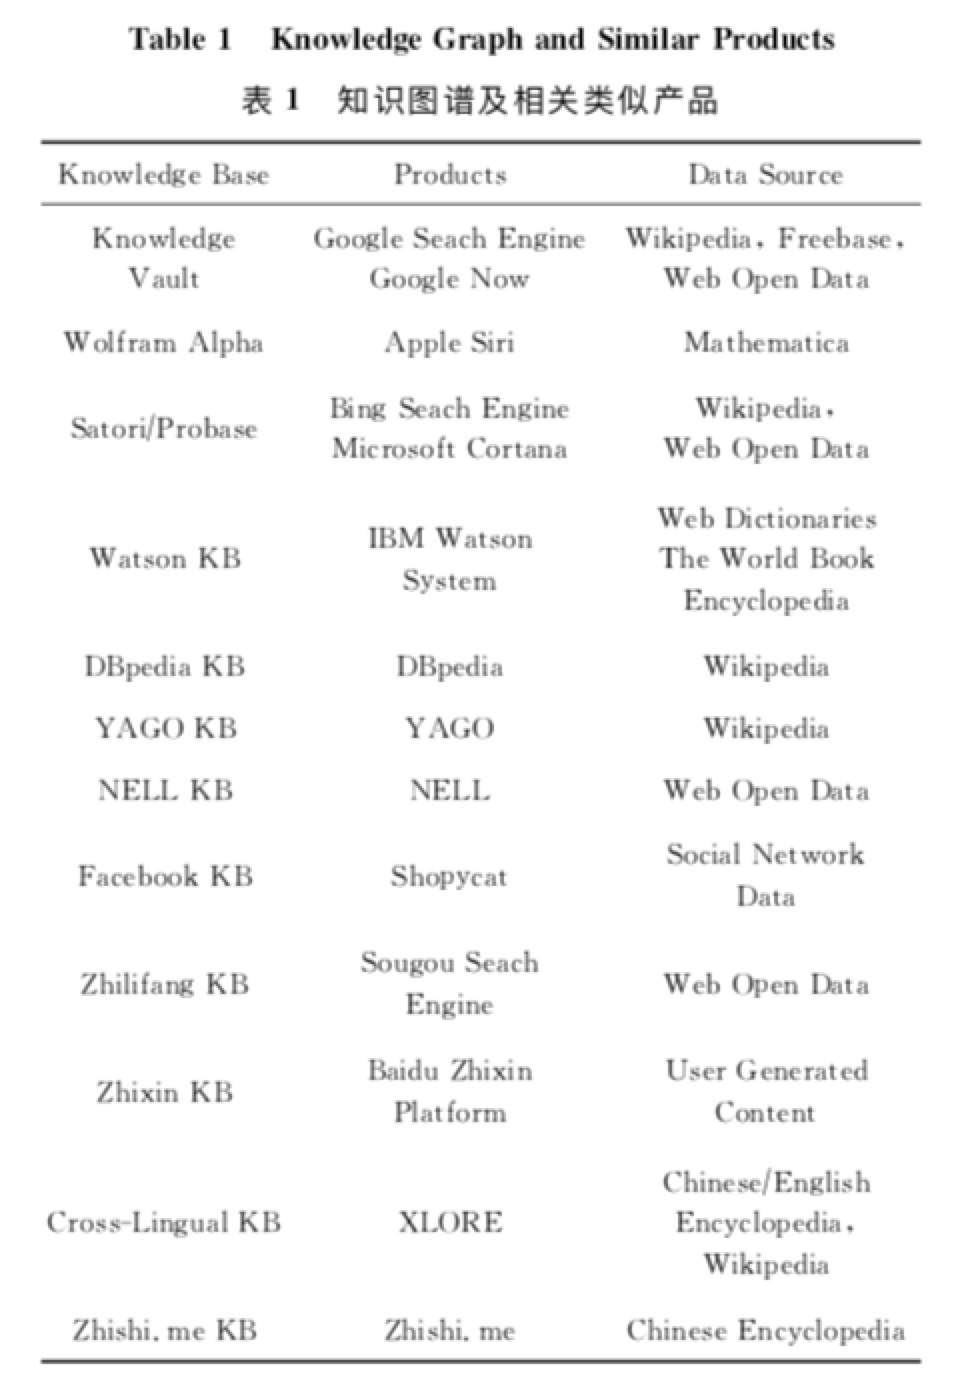 Table 1 Knowledge Graph and Similar Products
表 1 知识图谱及相关类似产品
Knowledge Base Products Data Source
Knowledge Google Seach Engine Wikipedia, Freebase,
Vault Google Now Web Open Data
Wolfram Alpha Apple Siri Mathematica
Bing Seach Engine Wikipedia,
Satori/Probase
Microsoft Cortana Web Open Data
Web Dictionaries
IBM Watson
Watson KB The World Book
System
Encyclopedia
DBpedia KB DBpedia Wikipedia
YAGO KB YAGO Wikipedia
NELL KB NELL Web Open Data
Social Network
Facebook KB Shopycat
Data
Sougou Seach
Zhilifang KB Web Open Data
Engine
Baidu Zhixin User Generated
Zhixin KB
Platform Content
Chinese/English
Cross-Lingual KB XLORE Encyclopedia,
Wikipedia
Zhishi. me KB Zhishi. me Chinese Encyclopedia